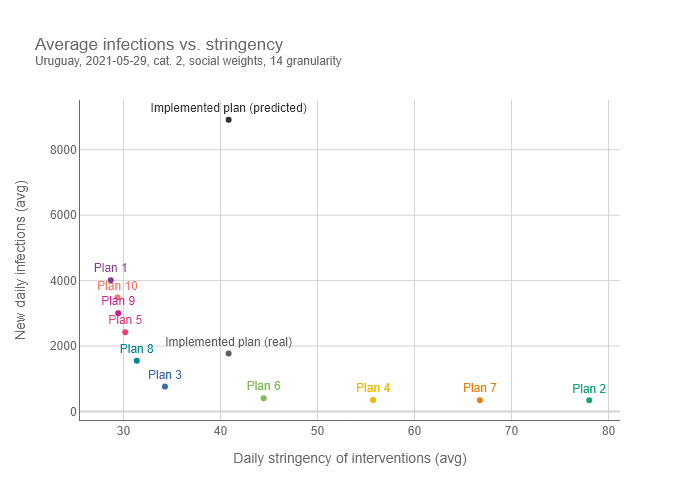 Average infections vs. stringency
Uruguay, 2021-05-29, cat. 2, social weights, 14 granularity
Implemented plan (predicted)
8000
6000
Plan 1
4000
Plan 10
Plan 9
Plan 5
Implemented plan (real)
2000
Plan 8
Plan 3
Plan 6
Plan 4
Plan 7
Plan 2
0
30
40
50
60
70
80
New daily infections (avg)
Daily stringency of interventions (avg)